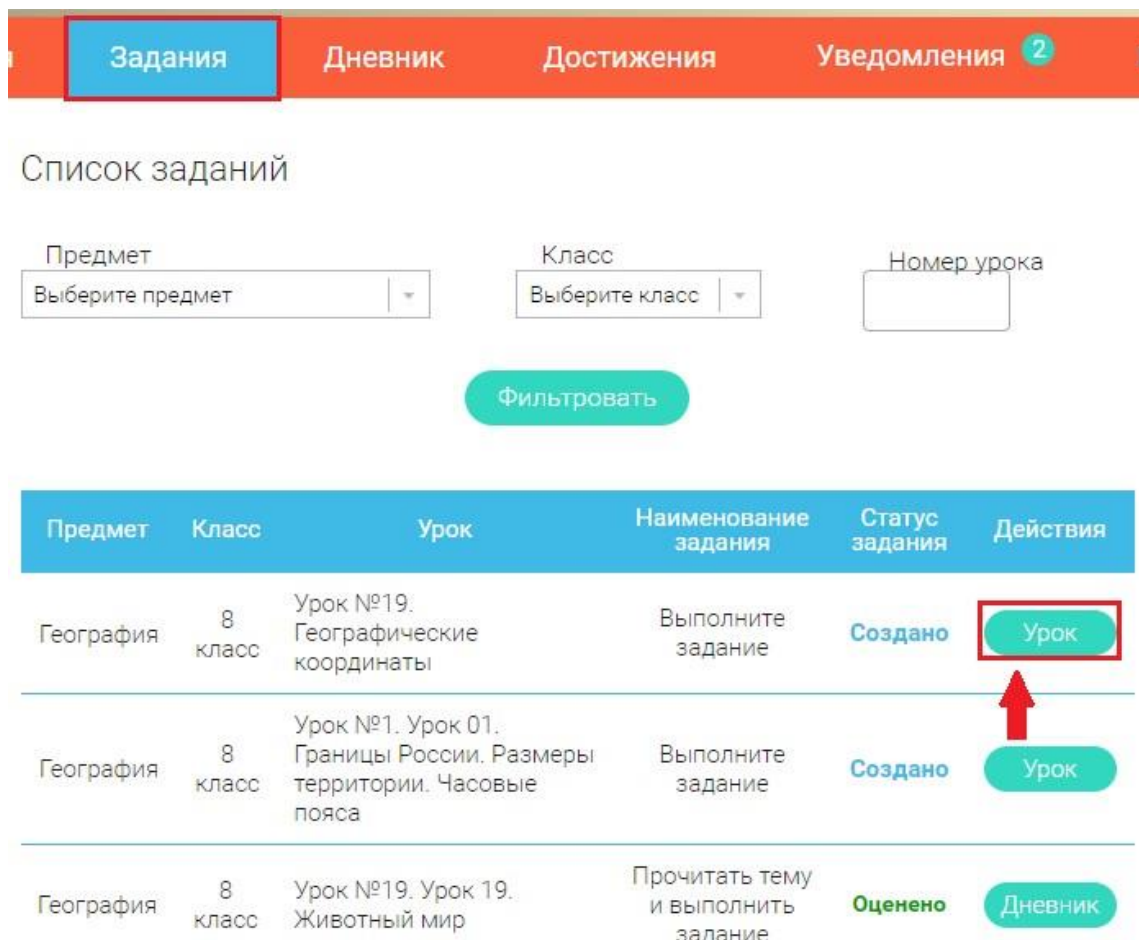 я Задания Дневник Достижения Уведомления 2
Список заданий
Предмет Класс Номер урока
Выберите предмет Выберите класс
Фильтровать
Предмет Класс Урок Наименование задания Статус задания Действия
География
8
класс
Урок №19.
Географические
координаты
Выполните
задание
Создано
Урок
География
8
класс
Урок №1. Урок 01.
Границы России. Размеры
территории. Часовые
пояса
Выполните
задание
Создано
Урок
География
8
класс
Урок №19. Урок 19.
Животный мир
Прочитать тему
и выполнить
задание
Оценено
Дневник